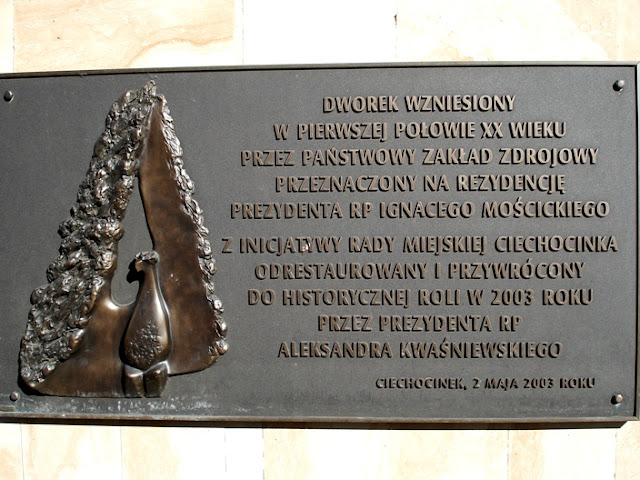 DWOREK WZNIESIONY
W PIERWSZEJ POŁOWIE XX WIEKU
PRZEZ PAŃSTWOWY ZAKŁAD ZDROJOWY
PRZEZNACZONY NA REZYDENCJĘ
PREZYDENTA RP IGNACEGO MOŚCICKIEGO
Z INICJATYWY RADY MIEJSKIEJ CIECHOCINKA
ODRESTAUROWANY I PRZYWRÓCONY
DO HISTORYCZNEJ ROLI W 2003 ROKU
PRZEZ PREZYDENTA RP
ALEKSANDRA KWAŚNIEWSKIEGO
CIECHOCINEK, 2 MAJA 2003 ROKU